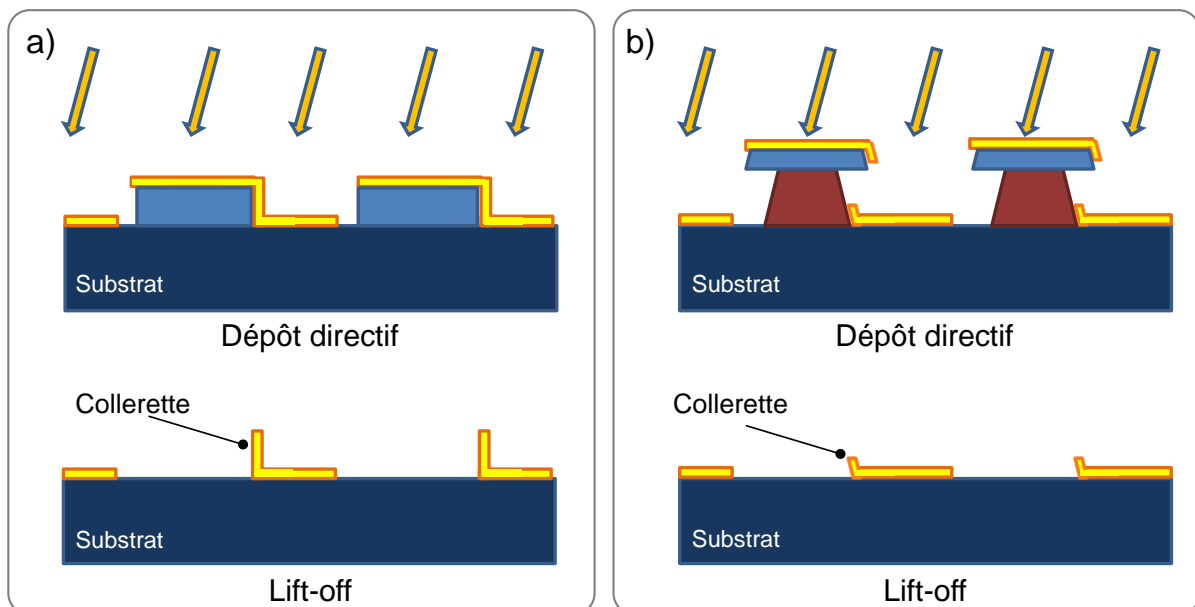 a)
Substrat
Dépôt directif
Collerette
Substrat
Lift-off
b)
Substrat
Dépôt directif
Collerette
Substrat
Lift-off